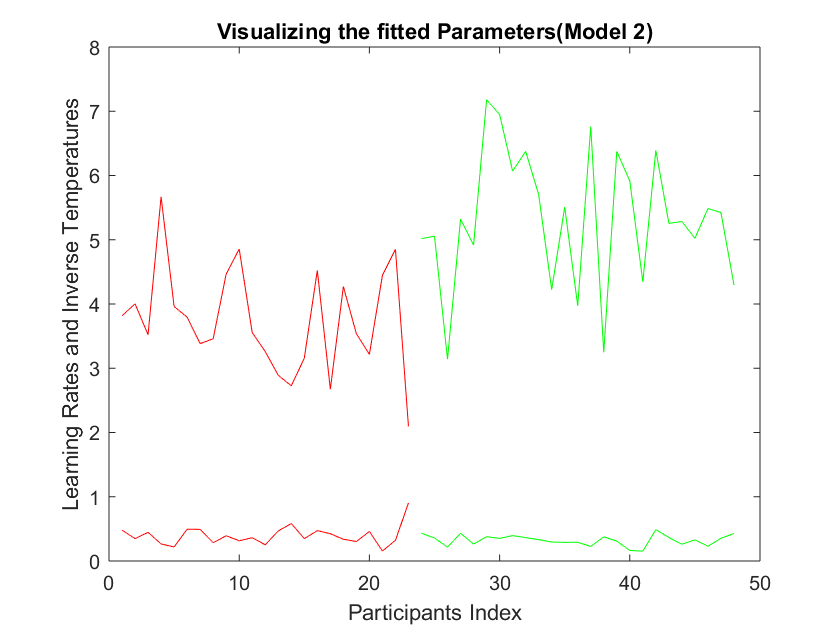 Visualizing the fitted Parameters(Model 2)
Learning Rates and Inverse Temperatures
8
7
6
5
4
3
2
1
0
0 10 20 30 40 50
Participants Index